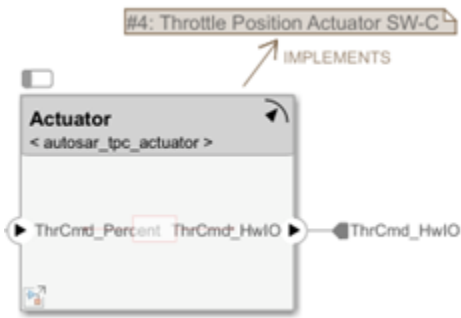 #4: Throttle Position Actuator SW-C
IMPLEMENTS
Actuator
< autosar_tpc_actuator >
ThrCmd_Percent ThrCmd_HwIO ThrCmd_HwIO